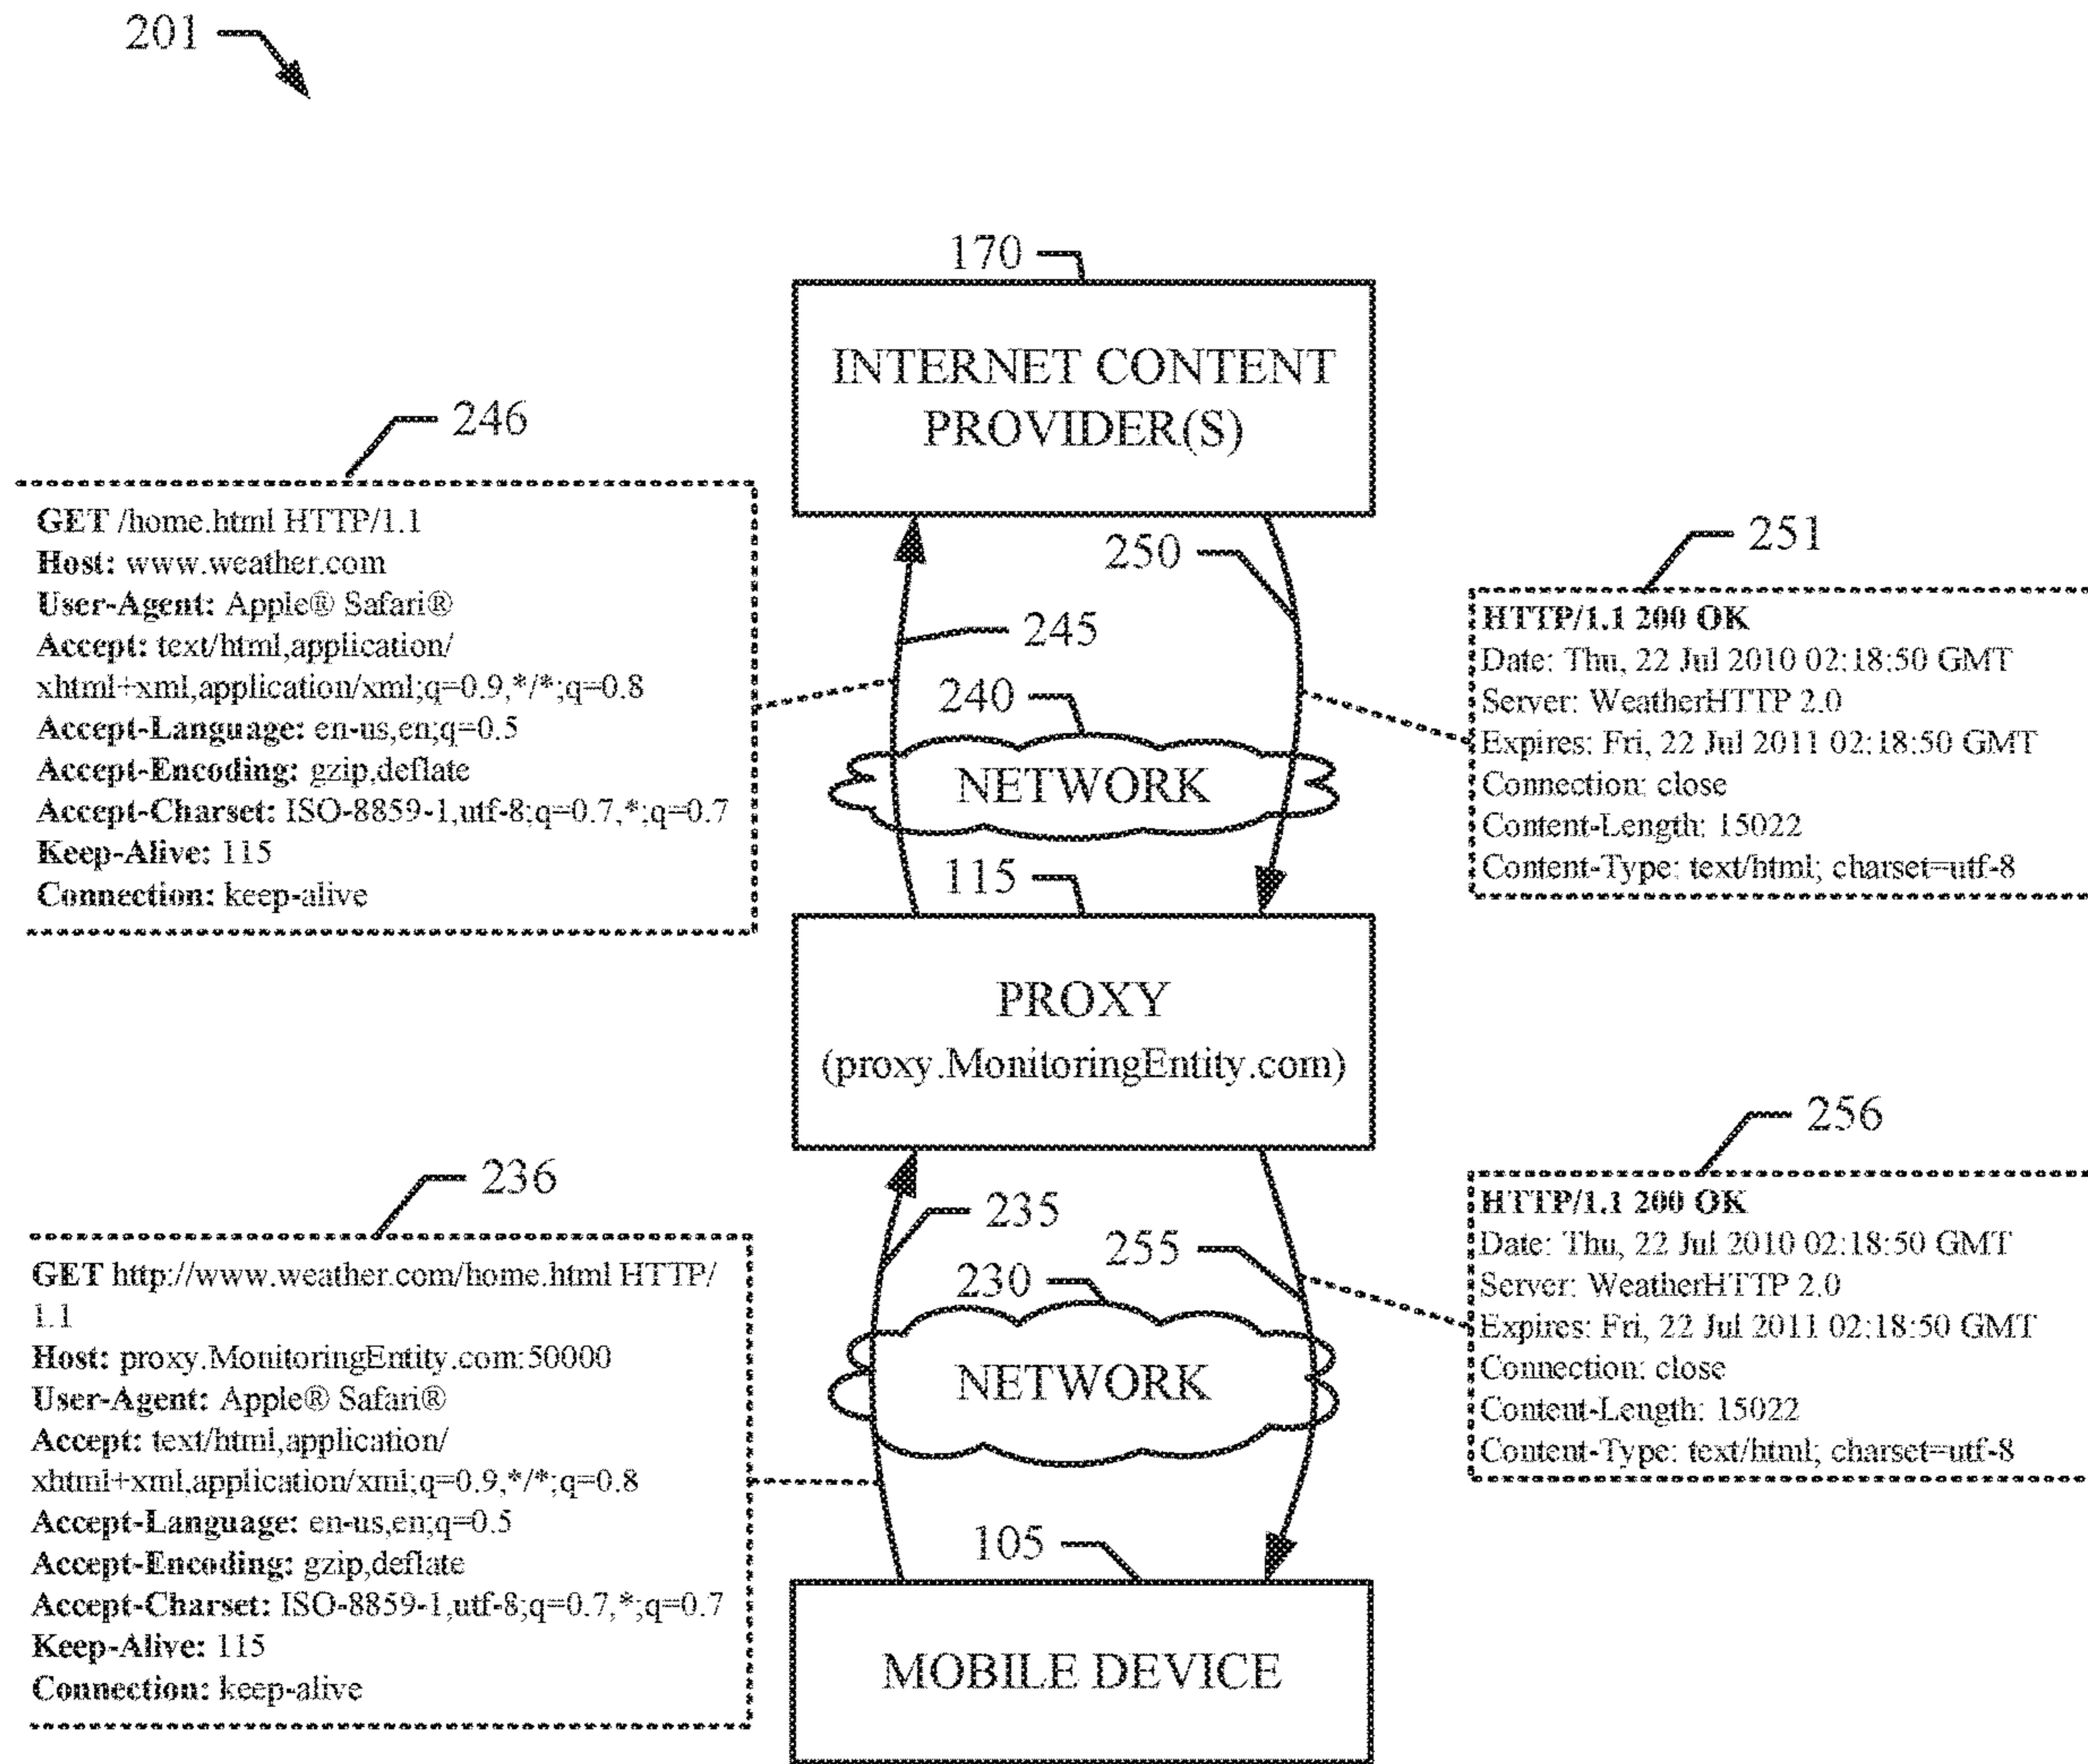 201
170
INTERNET CONTENT
PROVIDER(S)
246
GET /home.html HTTP/1.1
Host: www.weather.com
User-Agent: Apple® Safari®
Accept: text/html,application/
xhtml+xml,application/xml;q=0.9,*/*;q=0.8
Accept-Language: en-us,en;q=0.5
Accept-Encoding: gzip,deflate
Accept-Charset: ISO-8859-1,utf-8;q=0.7,*;q=0.7
Keep-Alive: 115
Connection: keep-alive
250
245
240
NETWORK
251
HTTP/1.1 200 OK
Date: Thu, 22 Jul 2010 02:18:50 GMT
Server: WeatherHTTP 2.0
Expires: Fri, 22 Jul 2011 02:18:50 GMT
Connection: close
Content-Length: 15022
Content-Type: text/html; charset=utf-8
115
PROXY
(proxy.MonitoringEntity.com)
236
GET http://www.weather.com/home.html HTTP/
1.1
Host: proxy.MonitoringEntity.com:50000
User-Agent: Apple® Safari®
Accept: text/html,application/
xhtml+xml,application/xml;q=0.9,*/*;q=0.8
Accept-Language: en-us,en;q=0.5
Accept-Encoding: gzip,deflate
Accept-Charset: ISO-8859-1,utf-8;q=0.7,*;q=0.7
Keep-Alive: 115
Connection: keep-alive
235
255
230
NETWORK
256
HTTP/1.1 200 OK
Date: Thu, 22 Jul 2010 02:18:50 GMT
Server: WeatherHTTP 2.0
Expires: Fri, 22 Jul 2011 02:18:50 GMT
Connection: close
Content-Length: 15022
Content-Type: text/html; charset=utf-8
105
MOBILE DEVICE